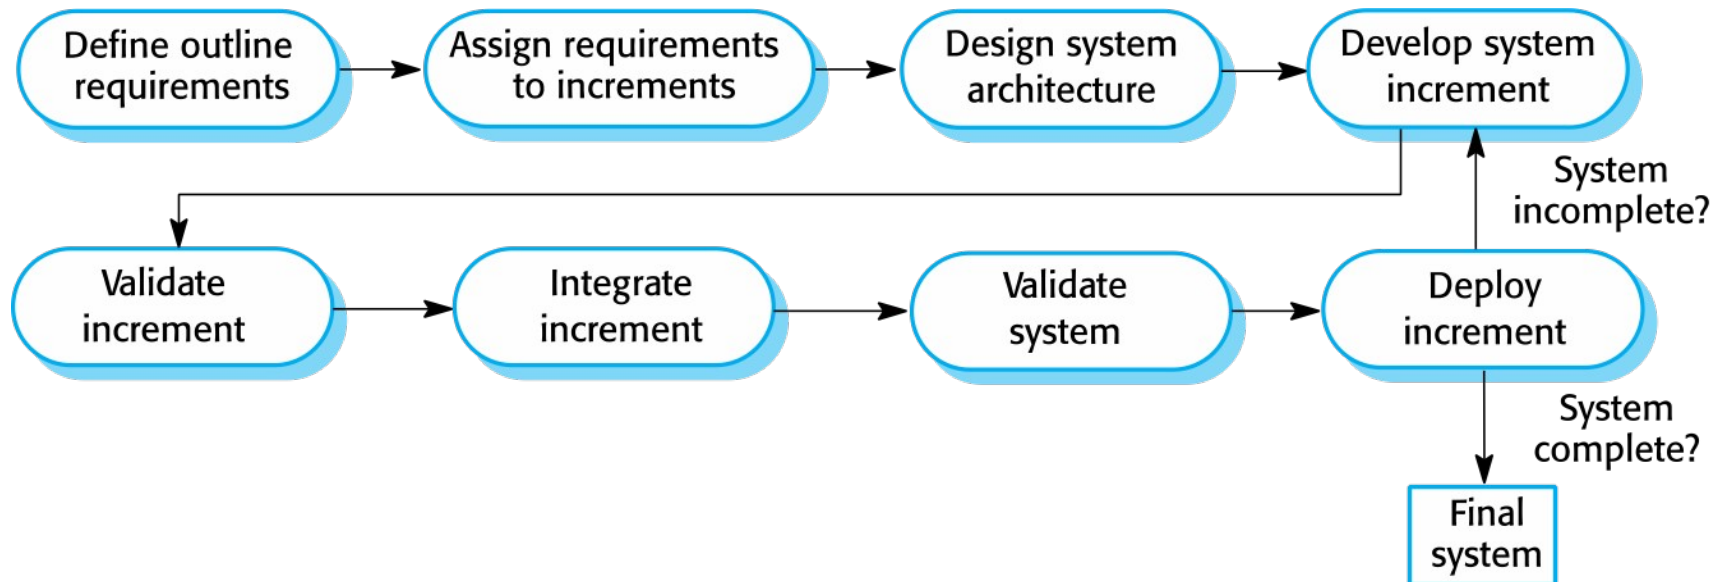 Define outline
requirements
Assign requirements
to increments
Design system
architecture
Develop system
increment
System
incomplete?
Validate
increment
Integrate
increment
Validate
system
Deploy
increment
System
complete?
Final
system